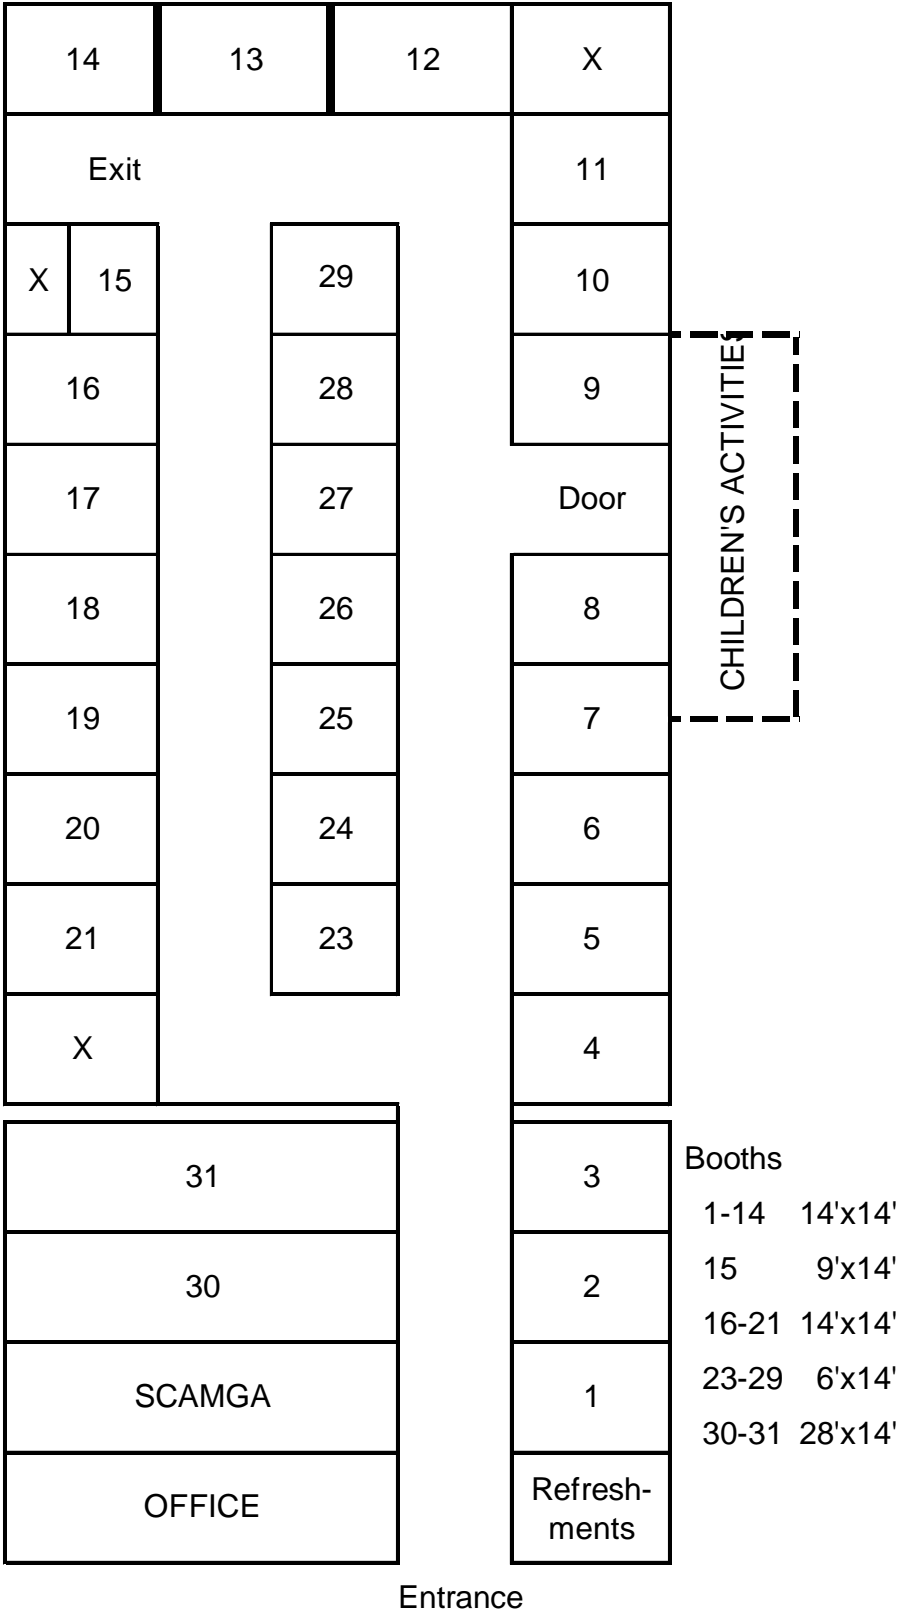 14 13 12 X
Exit 11
X 15 29 10
16 28 9
CHILDREN'S ACTIVITIES
17 27 Door
18 26 8
19 25 7
20 24 6
21 23 5
X 4
31 3
30 2
SCAMGA 1
OFFICE
Refresh-
ments
Entrance
Booths
1-14 14'x14'
15 9'x14'
16-21 14'x14'
23-29 6'x14'
30-31 28'x14'